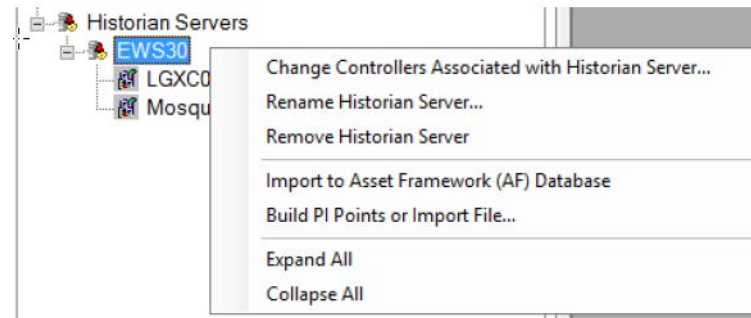 Historian Servers
EWS30
LGXC0
Mosqu
Change Controllers Associated with Historian Server...
Rename Historian Server...
Remove Historian Server
Import to Asset Framework (AF) Database
Build PI Points or Import File...
Expand All
Collapse All